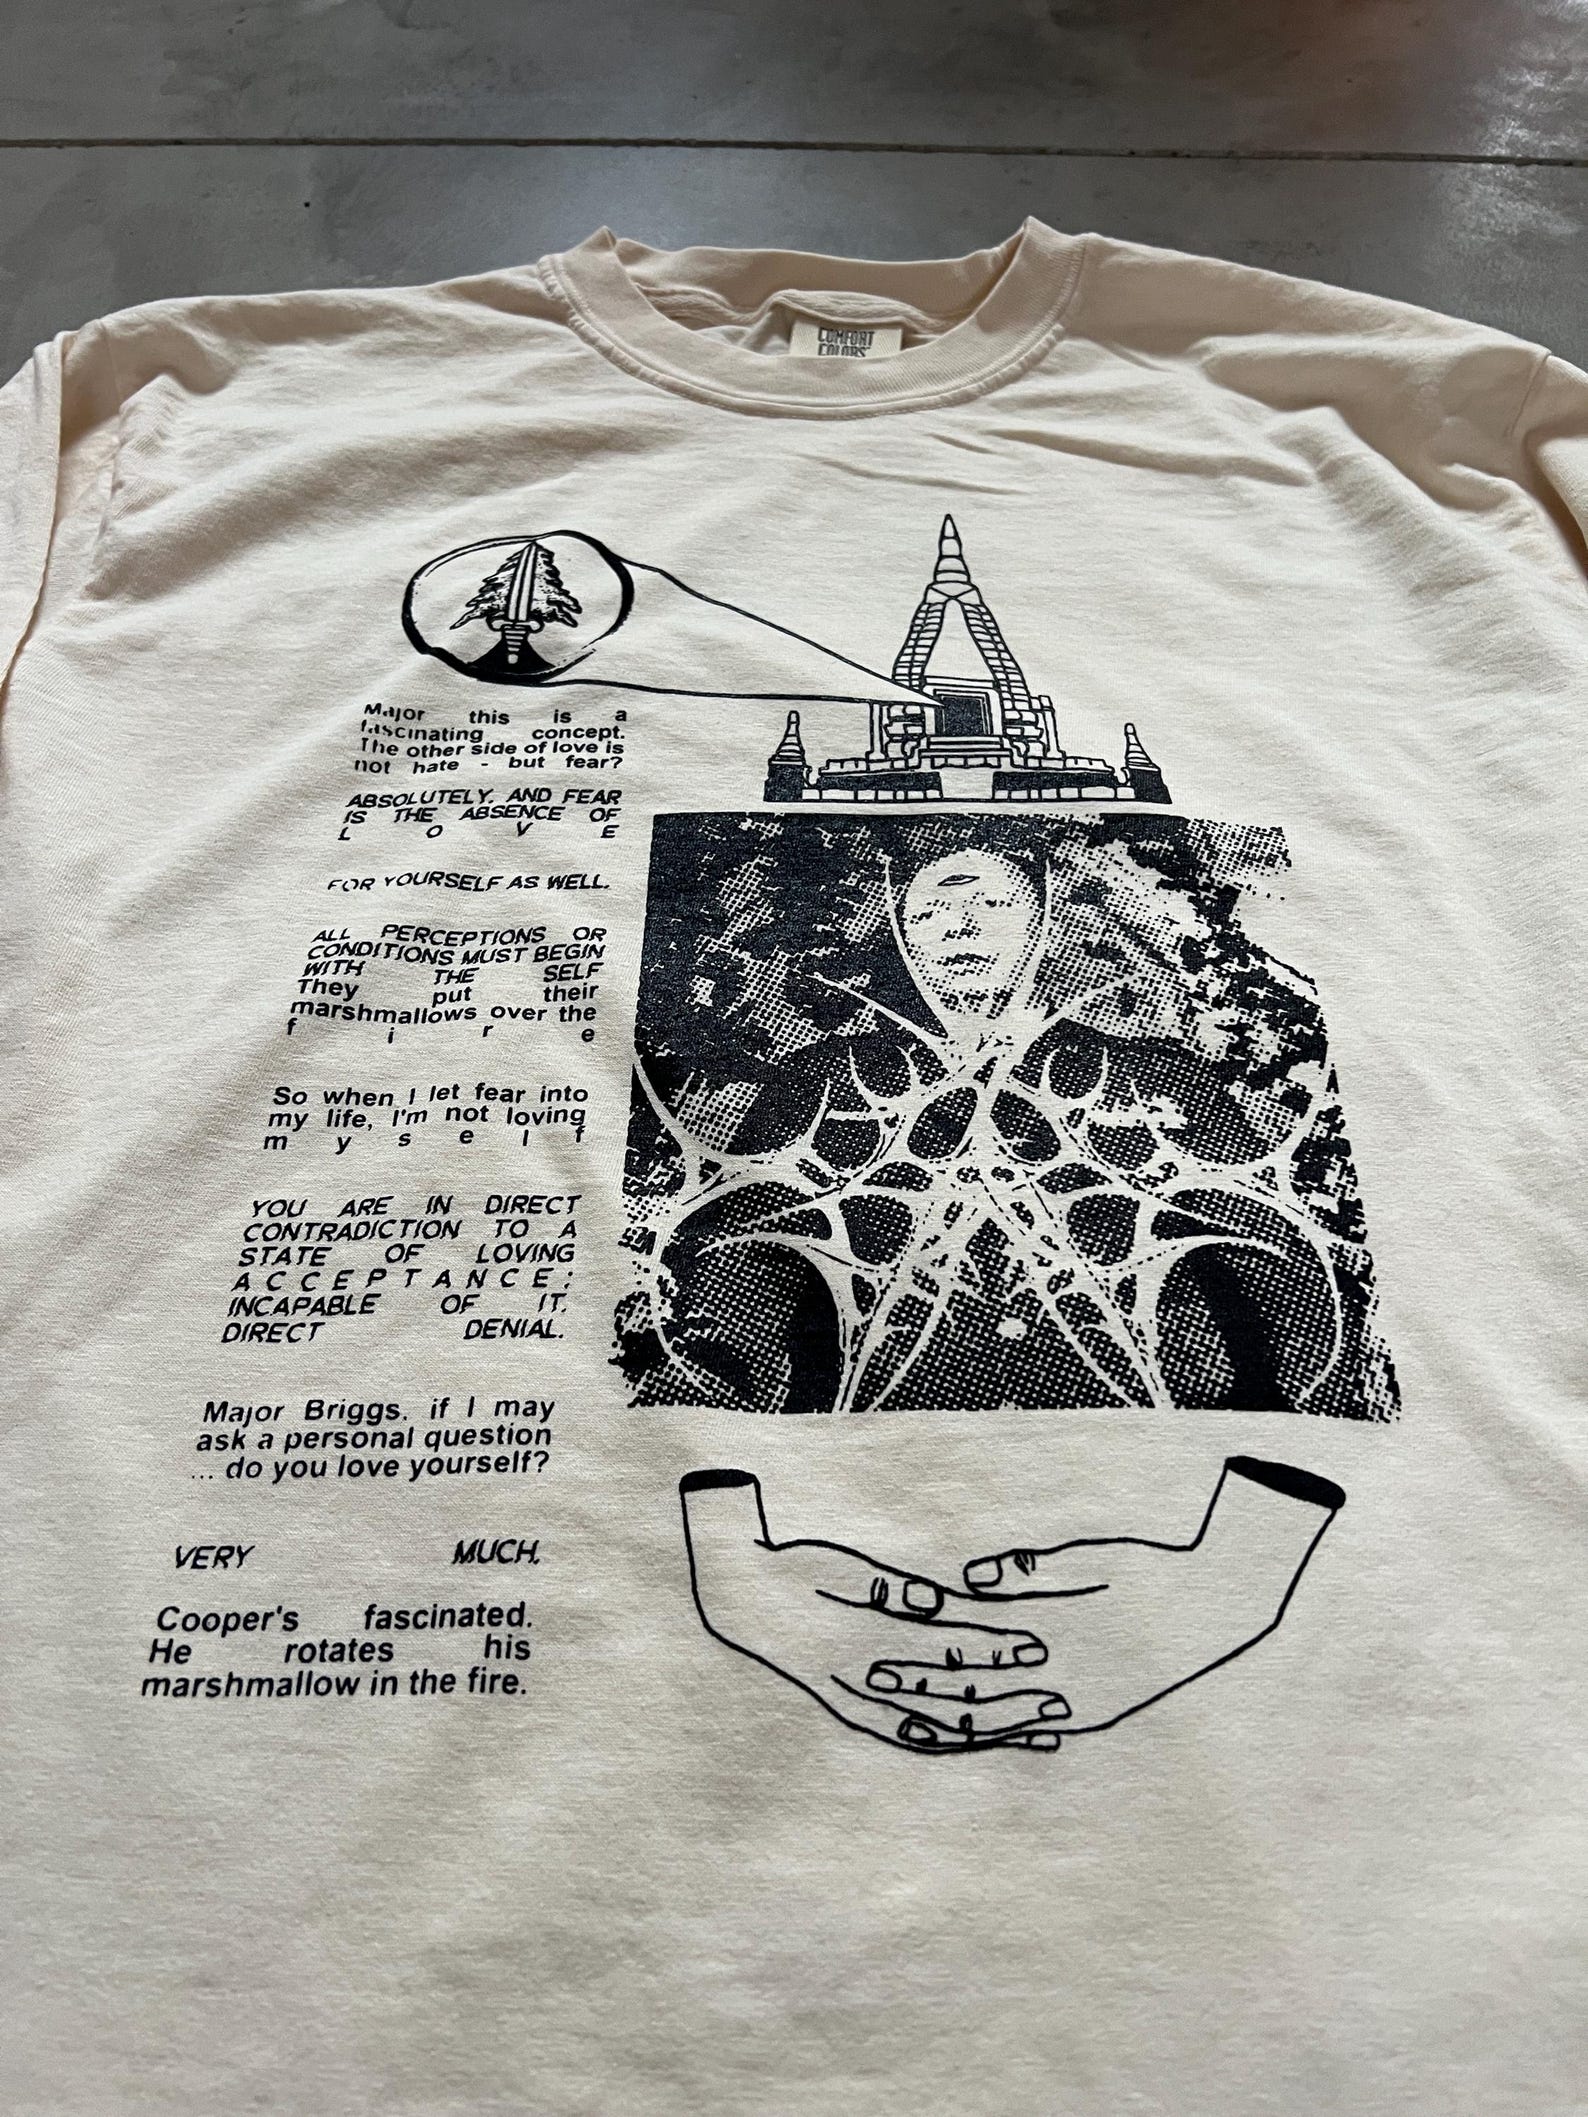 COMFORT
COLORS
Major this is a
fascinating concept.
The other side of love is
not hate - but fear?
ABSOLUTELY. AND FEAR
IS THE ABSENCE OF
L O V E
FOR YOURSELF AS WELL.
ALL PERCEPTIONS OR
CONDITIONS MUST BEGIN
WITH THE SELF
They put their
marshmallows over the
f i r e
So when I let fear into
my life, I'm not loving
m y s e l f
YOU ARE IN DIRECT
CONTRADICTION TO A
STATE OF LOVING
A C C E P T A N C E ;
INCAPABLE OF IT.
DIRECT DENIAL.
Major Briggs. if I may
ask a personal question
... do you love yourself?
VERY MUCH.
Cooper's fascinated.
He rotates his
marshmallow in the fire.